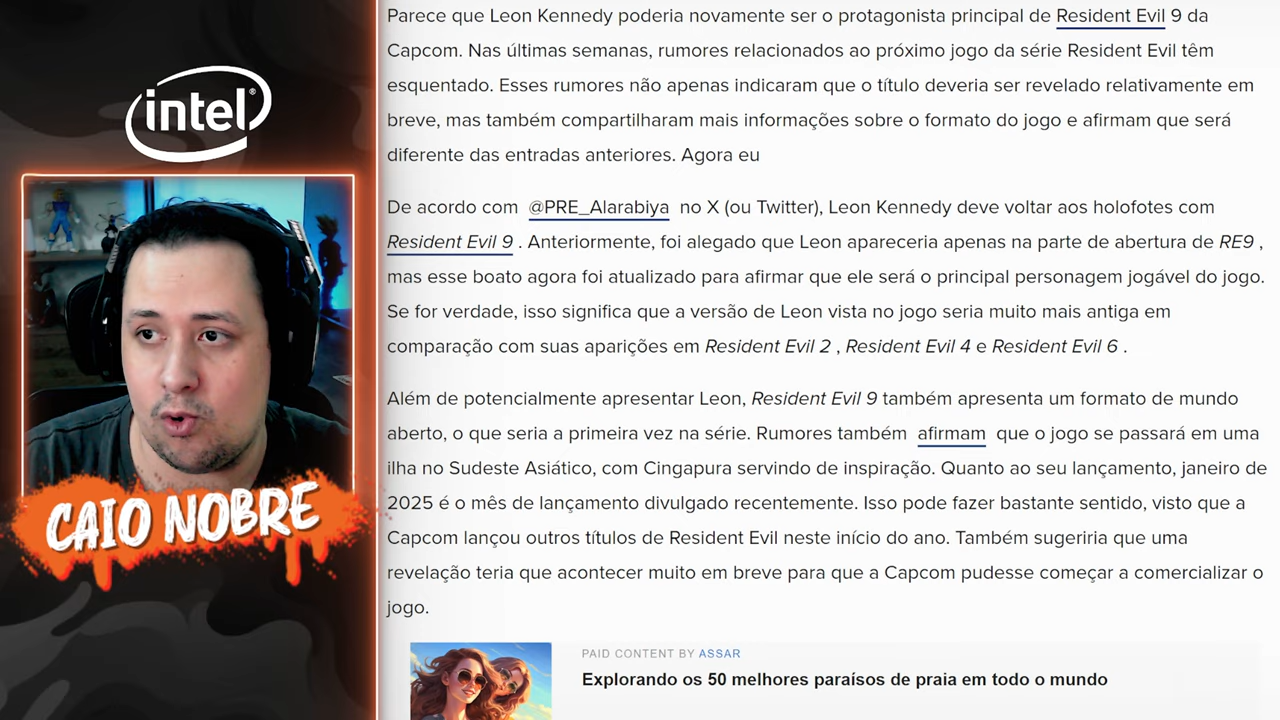 intel®
CAIO NOBRE
Parece que Leon Kennedy poderia novamente ser o protagonista principal de Resident Evil 9 da
Capcom. Nas últimas semanas, rumores relacionados ao próximo jogo da série Resident Evil têm
esquentado. Esses rumores não apenas indicaram que o título deveria ser revelado relativamente em
breve, mas também compartilharam mais informações sobre o formato do jogo e afirmam que será
diferente das entradas anteriores. Agora eu
De acordo com @PRE_Alarabiya no X (ou Twitter), Leon Kennedy deve voltar aos holofotes com
Resident Evil 9 . Anteriormente, foi alegado que Leon apareceria apenas na parte de abertura de RE9 ,
mas esse boato agora foi atualizado para afirmar que ele será o principal personagem jogável do jogo.
Se for verdade, isso significa que a versão de Leon vista no jogo seria muito mais antiga em
comparação com suas aparições em Resident Evil 2 , Resident Evil 4 e Resident Evil 6 .
Além de potencialmente apresentar Leon, Resident Evil 9 também apresenta um formato de mundo
aberto, o que seria a primeira vez na série. Rumores também afirmam que o jogo se passará em uma
ilha no Sudeste Asiático, com Cingapura servindo de inspiração. Quanto ao seu lançamento, janeiro de
2025 é o mês de lançamento divulgado recentemente. Isso pode fazer bastante sentido, visto que a
Capcom lançou outros títulos de Resident Evil neste início do ano. Também sugeriria que uma
revelação teria que acontecer muito em breve para que a Capcom pudesse começar a comercializar o
jogo.
PAID CONTENT BY ASSAR
Explorando os 50 melhores paraísos de praia em todo o mundo